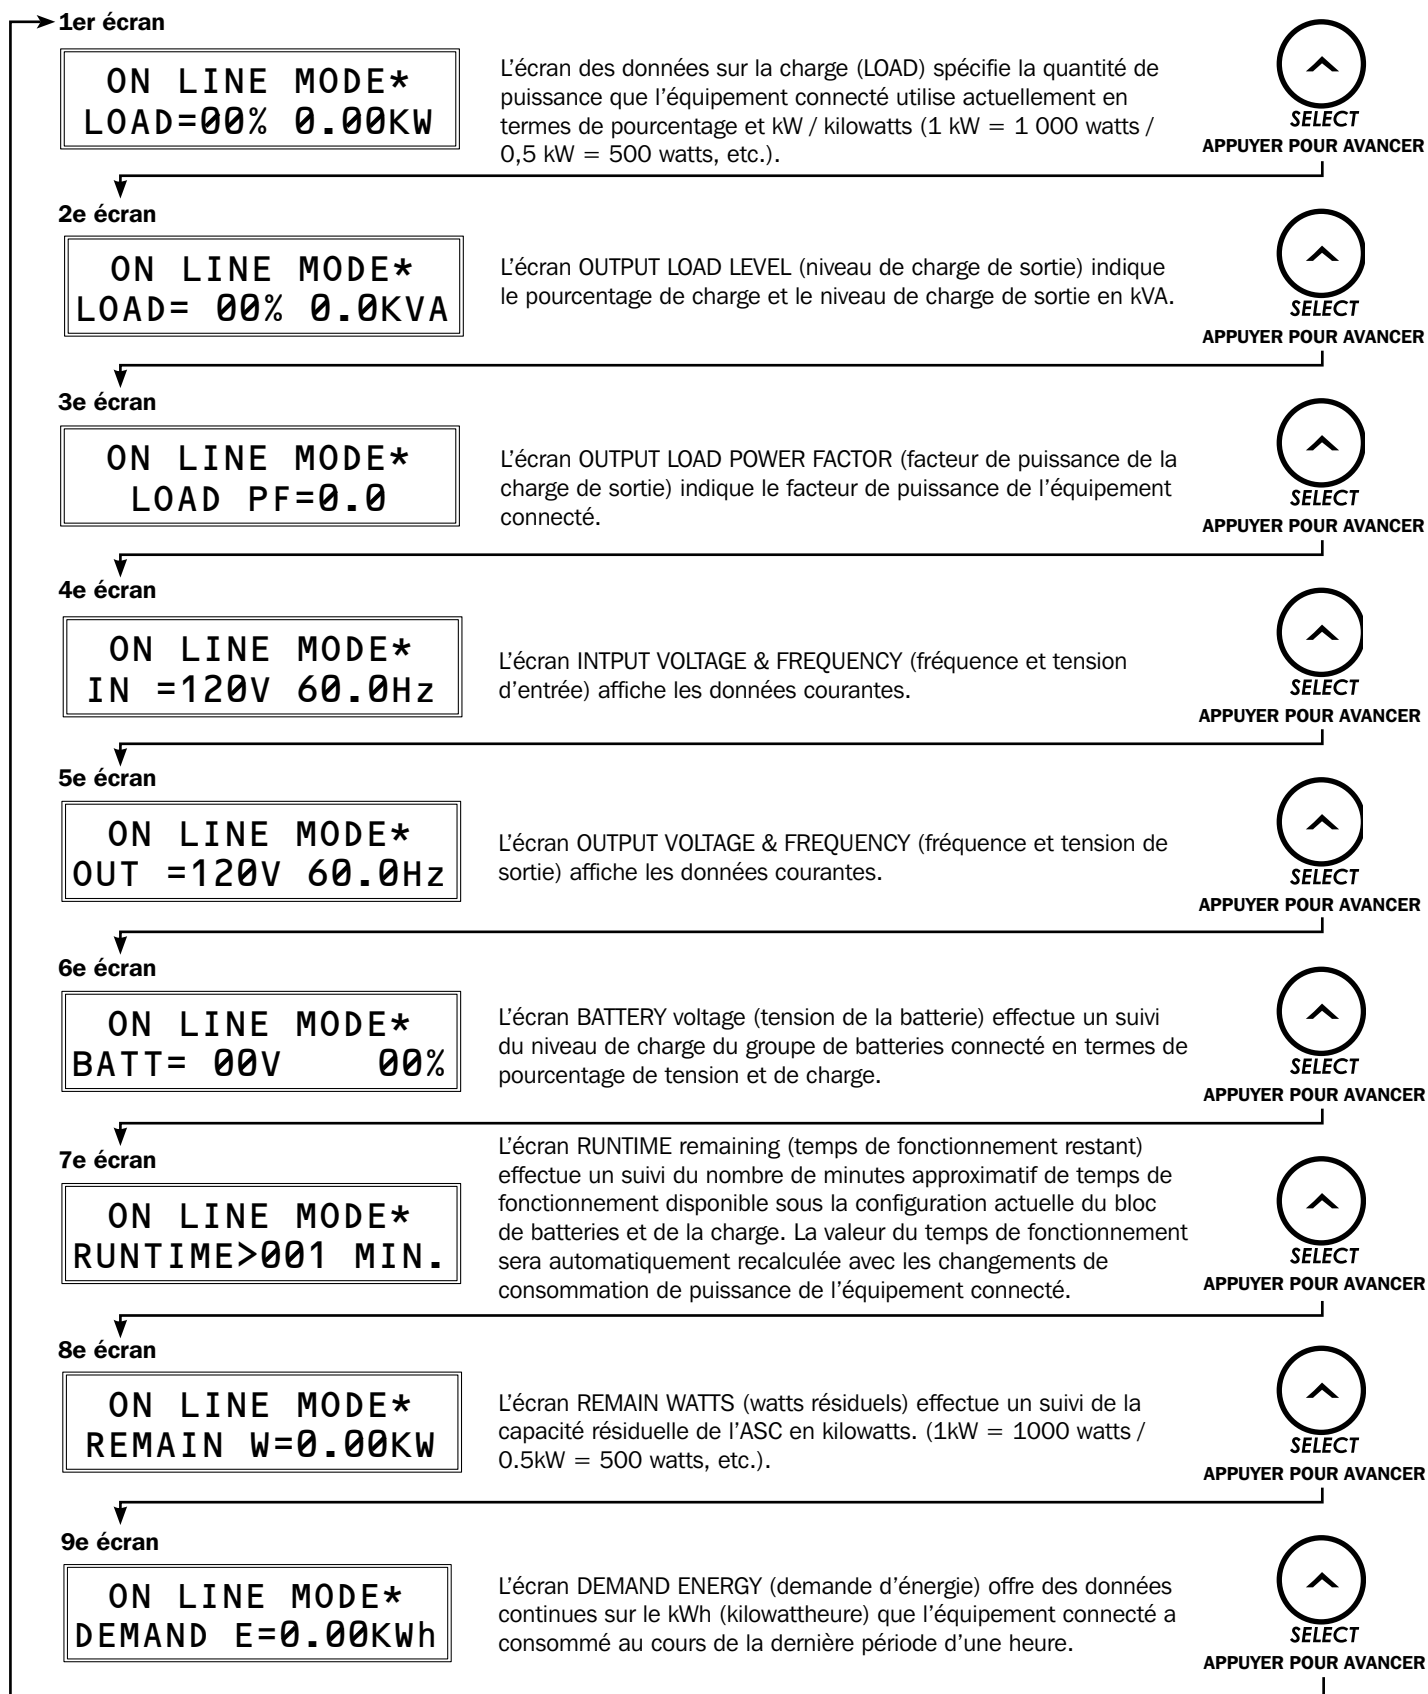 1er écran
ON LINE MODE*
LOAD=00% 0.00KW
L'écran des données sur la charge (LOAD) spécifie la quantité de
puissance que l'équipement connecté utilise actuellement en
termes de pourcentage et kW / kilowatts (1 kW = 1 000 watts /
0,5 kW = 500 watts, etc.).
SELECT
APPUYER POUR AVANCER
2e écran
ON LINE MODE*
LOAD= 00% 0.0KVA
L'écran OUTPUT LOAD LEVEL (niveau de charge de sortie) indique
le pourcentage de charge et le niveau de charge de sortie en kVA.
SELECT
APPUYER POUR AVANCER
3e écran
ON LINE MODE*
LOAD PF=0.0
L'écran OUTPUT LOAD POWER FACTOR (facteur de puissance de la
charge de sortie) indique le facteur de puissance de l'équipement
connecté.
SELECT
APPUYER POUR AVANCER
4e écran
ON LINE MODE*
IN =120V 60.0Hz
L'écran INTPUT VOLTAGE & FREQUENCY (fréquence et tension
d'entrée) affiche les données courantes.
SELECT
APPUYER POUR AVANCER
5e écran
ON LINE MODE*
OUT =120V 60.0Hz
L'écran OUTPUT VOLTAGE & FREQUENCY (fréquence et tension de
sortie) affiche les données courantes.
SELECT
APPUYER POUR AVANCER
6e écran
ON LINE MODE*
BATT= 00V 00%
L'écran BATTERY voltage (tension de la batterie) effectue un suivi
du niveau de charge du groupe de batteries connecté en termes de
pourcentage de tension et de charge.
SELECT
APPUYER POUR AVANCER
7e écran
ON LINE MODE*
RUNTIME>001 MIN.
L'écran RUNTIME remaining (temps de fonctionnement restant)
effectue un suivi du nombre de minutes approximatif de temps de
fonctionnement disponible sous la configuration actuelle du bloc
de batteries et de la charge. La valeur du temps de fonctionnement
sera automatiquement recalculée avec les changements de
consommation de puissance de l'équipement connecté.
SELECT
APPUYER POUR AVANCER
8e écran
ON LINE MODE*
REMAIN W=0.00KW
L'écran REMAIN WATTS (watts résiduels) effectue un suivi de la
capacité résiduelle de l'ASC en kilowatts. (1kW = 1000 watts /
0.5kW = 500 watts, etc.).
SELECT
APPUYER POUR AVANCER
9e écran
ON LINE MODE*
DEMAND E=0.00KWh
L'écran DEMAND ENERGY (demande d'énergie) offre des données
continues sur le kWh (kilowattheure) que l'équipement connecté a
consommé au cours de la dernière période d'une heure.
SELECT
APPUYER POUR AVANCER